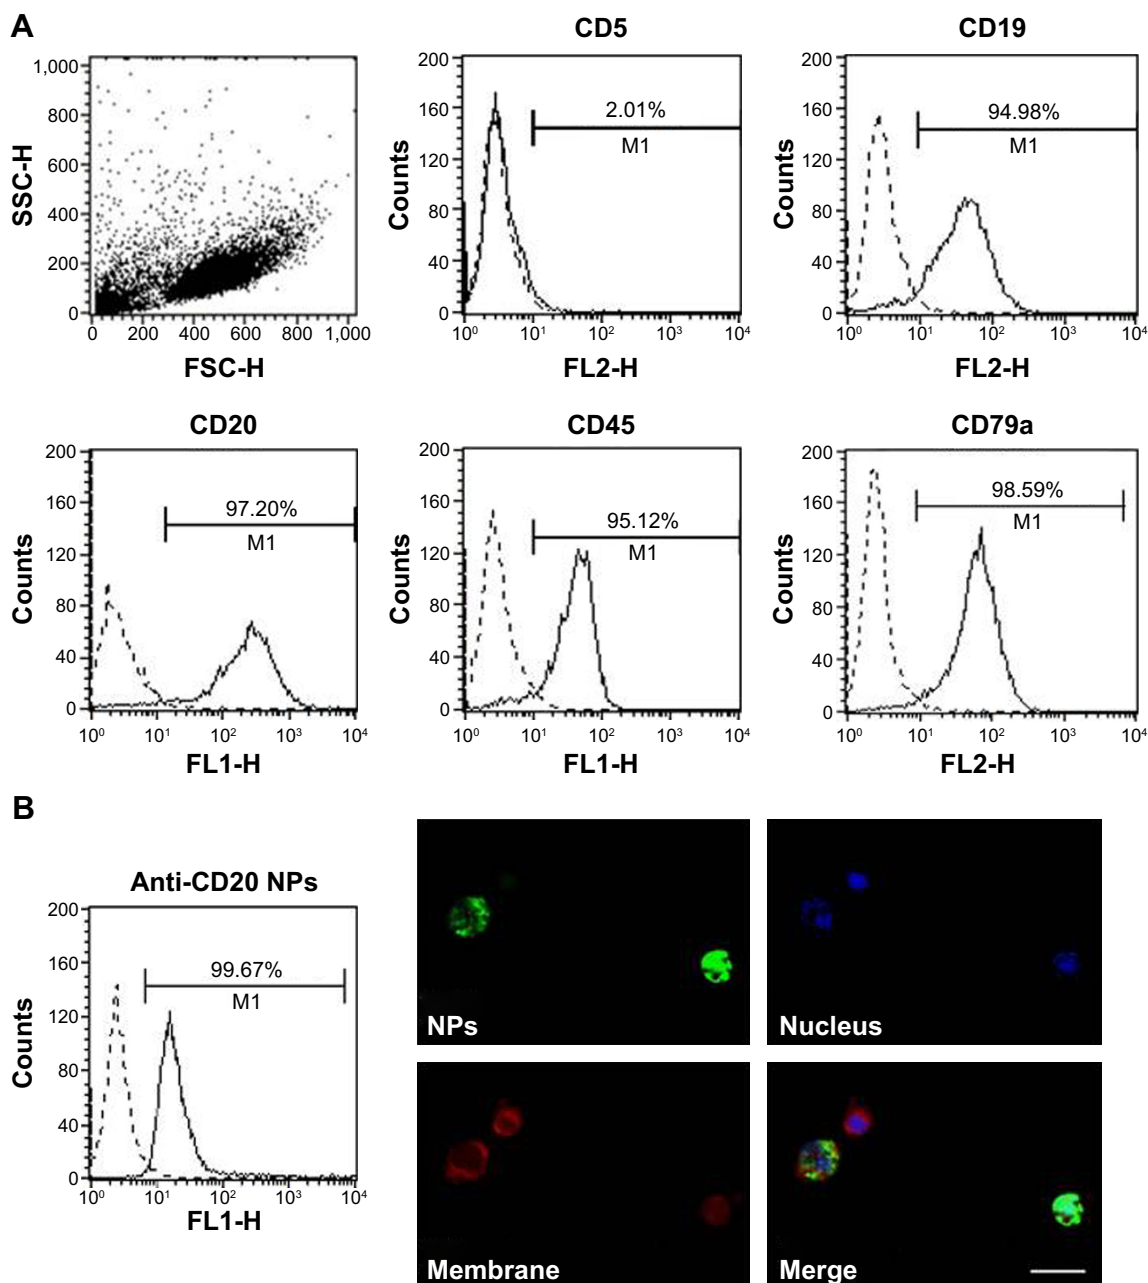 A
SSC-H
1,000
800
600
400
200
0
0 200 400 600 800 1,000
FSC-H
CD5
Counts
200
160
120
80
40
0
2.01%
M1
10⁰ 10¹ 10² 10³ 10⁴
FL2-H
CD19
Counts
200
160
120
80
40
0
94.98%
M1
10⁰ 10¹ 10² 10³ 10⁴
FL2-H
CD20
Counts
200
160
120
80
40
0
97.20%
M1
10⁰ 10¹ 10² 10³ 10⁴
FL1-H
CD45
Counts
200
160
120
80
40
0
95.12%
M1
10⁰ 10¹ 10² 10³ 10⁴
FL1-H
CD79a
Counts
200
160
120
80
40
0
98.59%
M1
10⁰ 10¹ 10² 10³ 10⁴
FL2-H
B
Anti-CD20 NPs
Counts
200
160
120
80
40
0
99.67%
M1
10⁰ 10¹ 10² 10³ 10⁴
FL1-H
NPs
Nucleus
Membrane
Merge